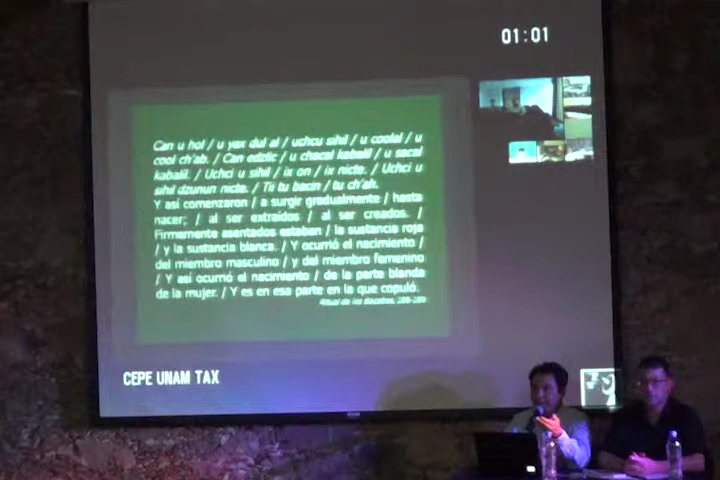 01:01
Can u hol / u yax dul al / uchcu sihil / u coolal / u
cool ch'ab. / Can edzlic / u chacal kabalil / u sacal
kabalil. / Uchci u sihil / ix on / ix nicte. / Uchci u
sihil dzunun nicte. / Tii tu bacin / tu ch'ah.
Y así comenzaron / a surgir gradualmente / hasta
nacer; / al ser extraídos / al ser creados. /
Firmemente asentados estaban / la sustancia roja
/ y la sustancia blanca. / Y ocurrió el nacimiento /
del miembro masculino / y del miembro femenino
/ Y así ocurrió el nacimiento / de la parte blanda
de la mujer. / Y es en esa parte en la que copuló.
Ritual de los Bacabes, 288-289
CEPE UNAM TAX